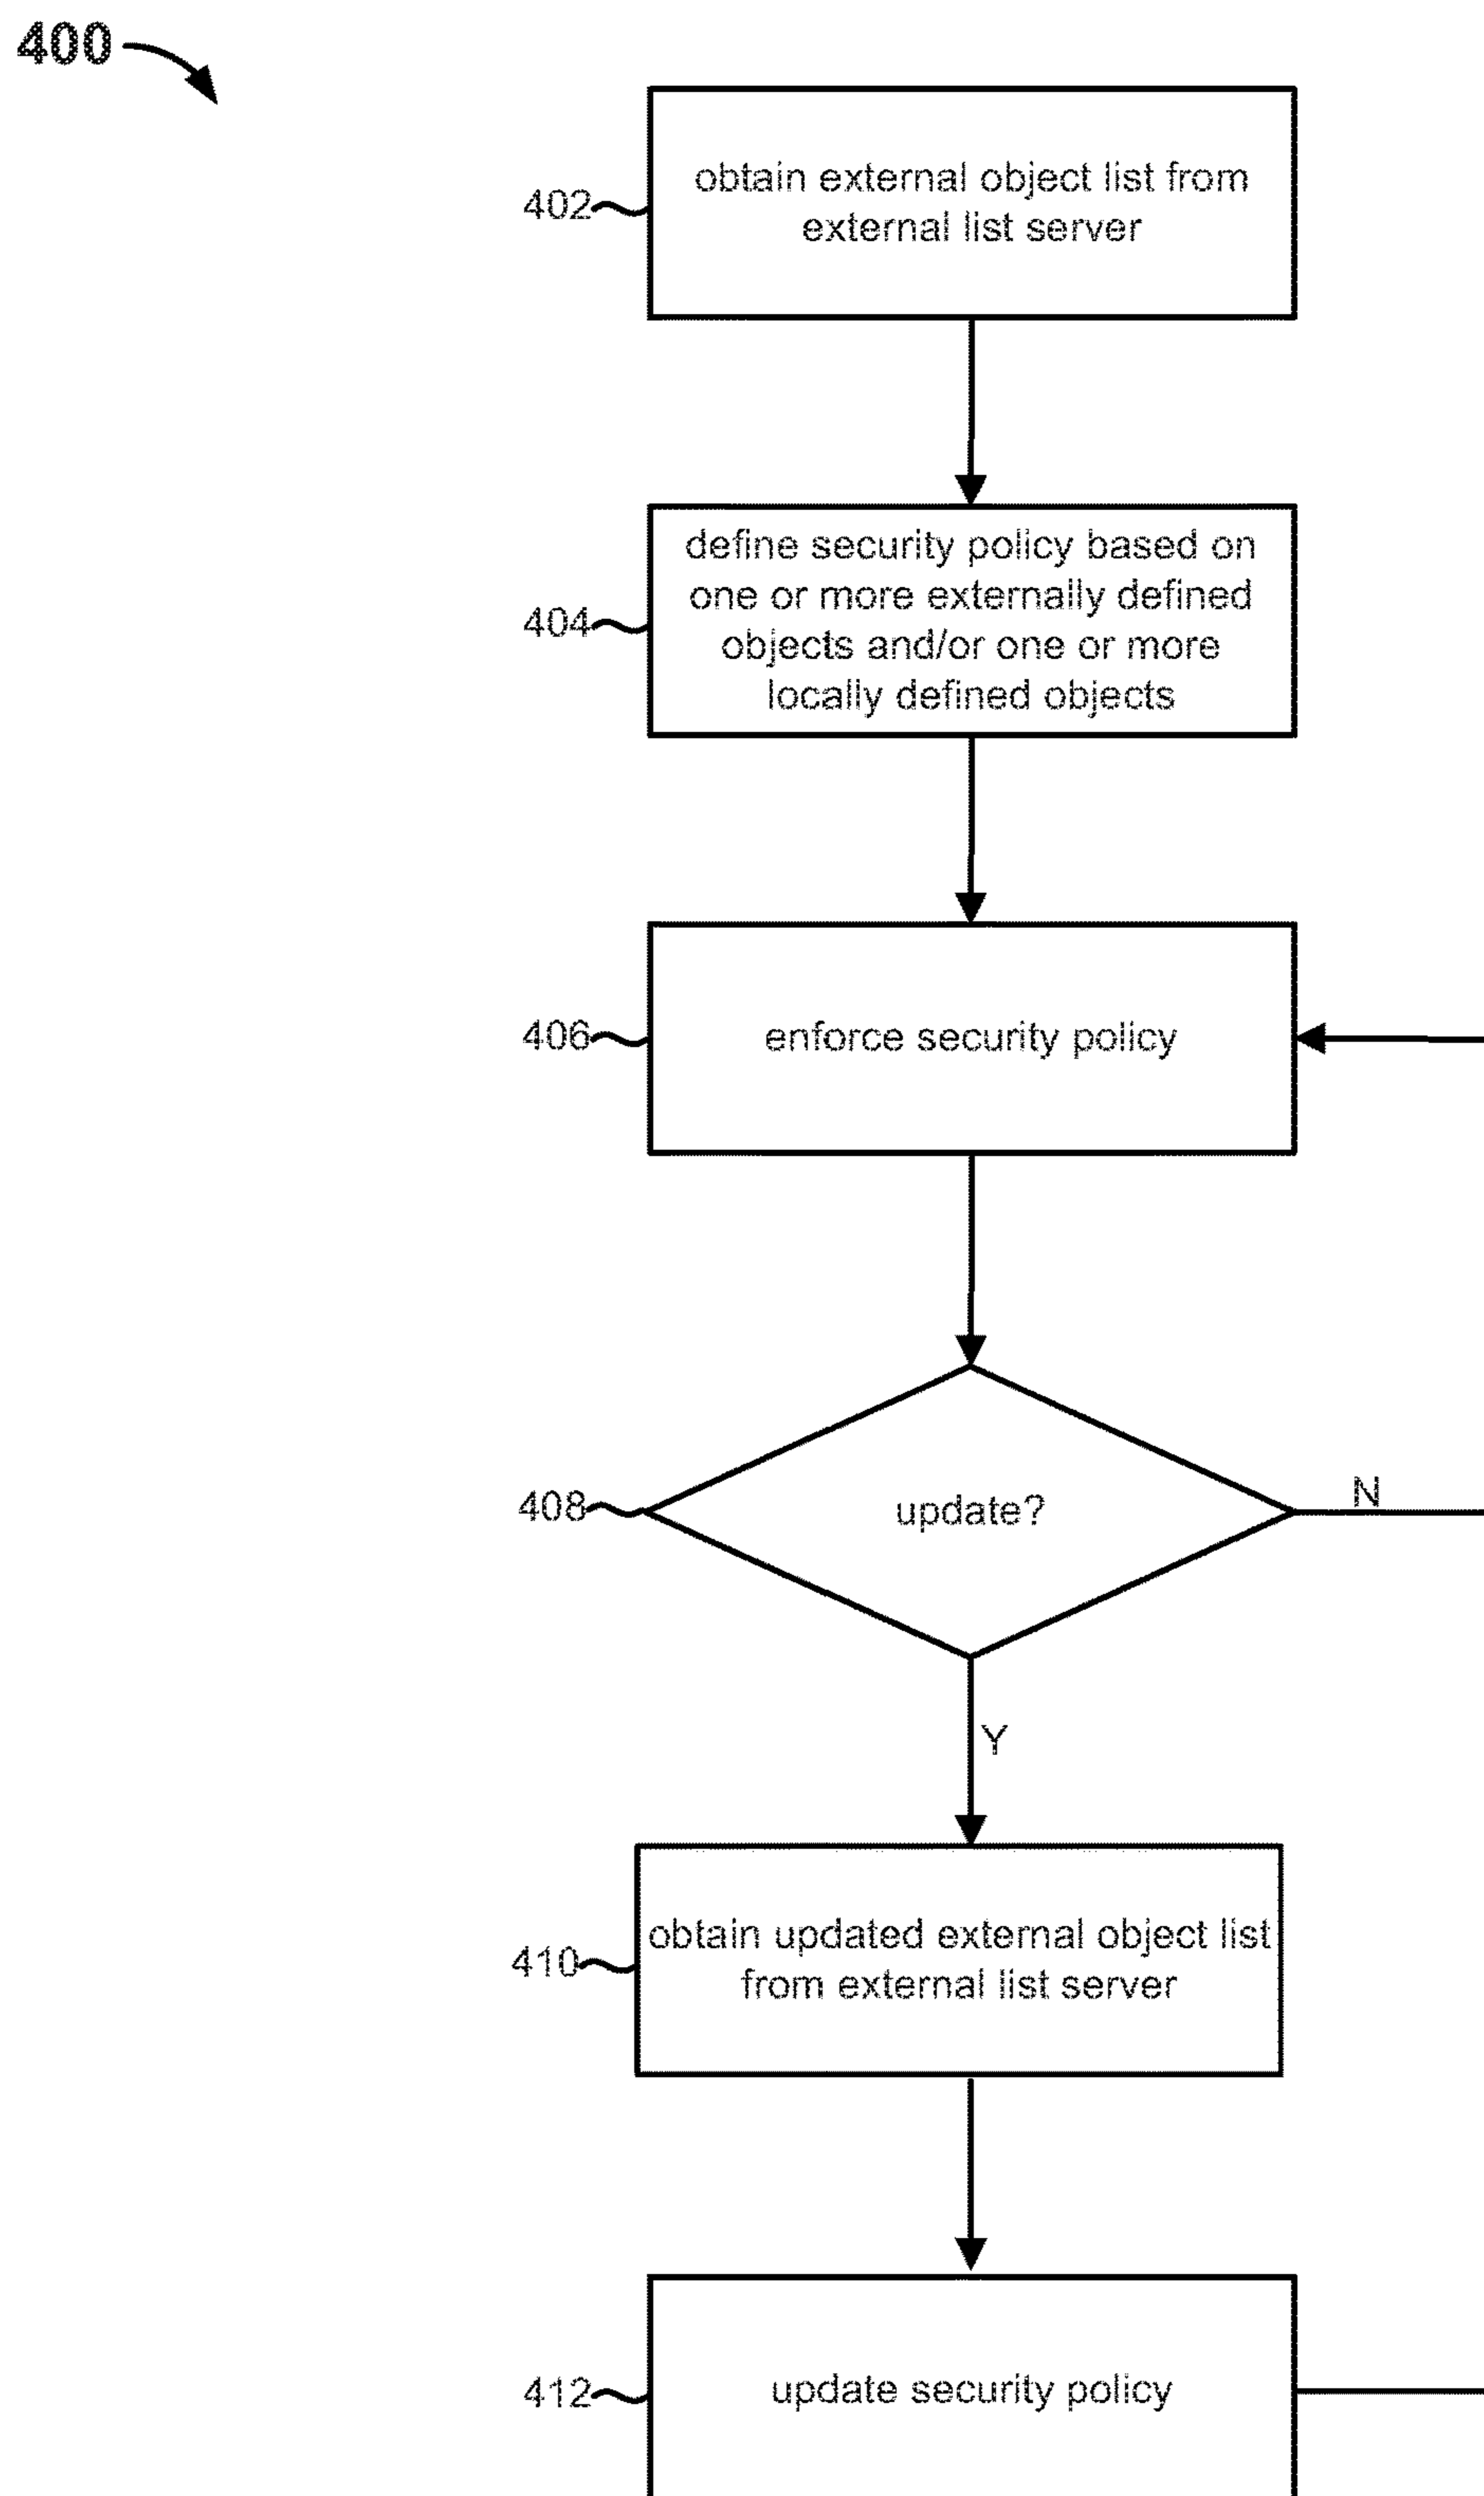 400
402
obtain external object list from
external list server
404
define security policy based on
one or more externally defined
objects and/or one or more
locally defined objects
406
enforce security policy
408
update?
N
Y
410
obtain updated external object list
from external list server
412
update security policy